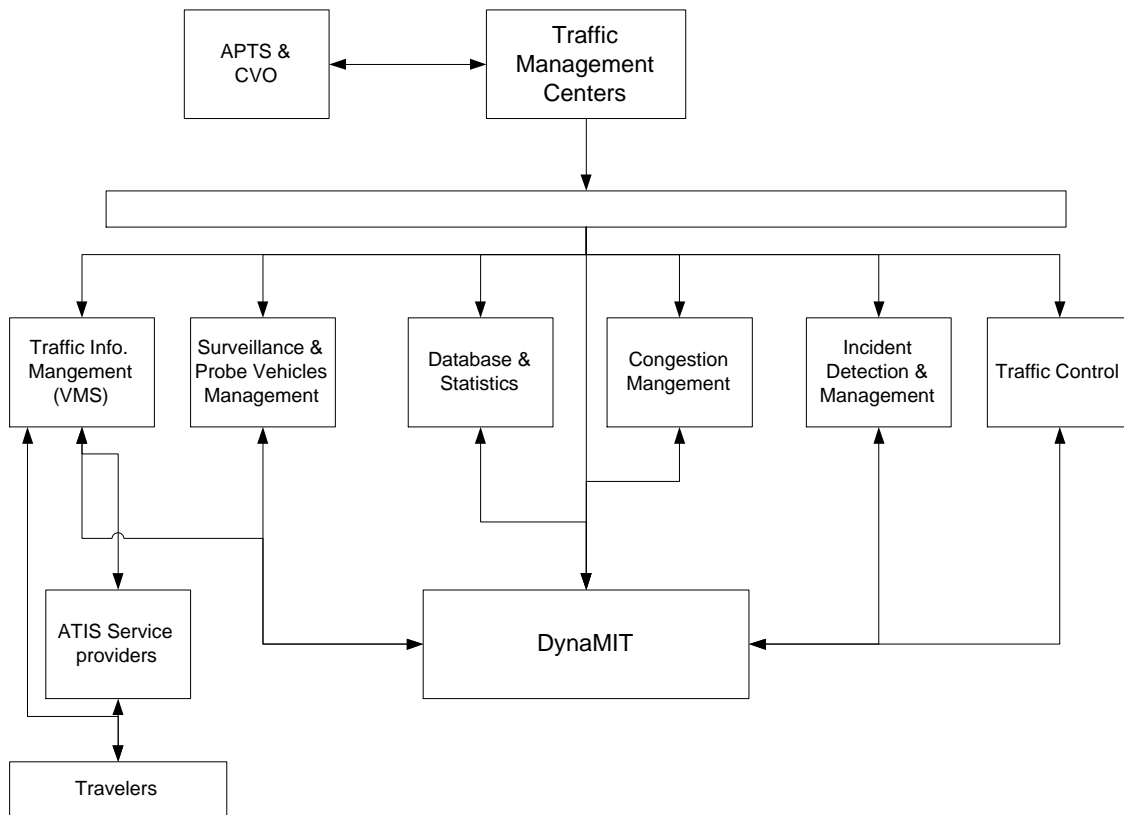 APTS &
CVO
Traffic
Management
Centers
Traffic Info.
Mangement
(VMS)
Surveillance &
Probe Vehicles
Management
Database &
Statistics
Congestion
Mangement
Incident
Detection &
Management
Traffic Control
ATIS Service
providers
DynaMIT
Travelers